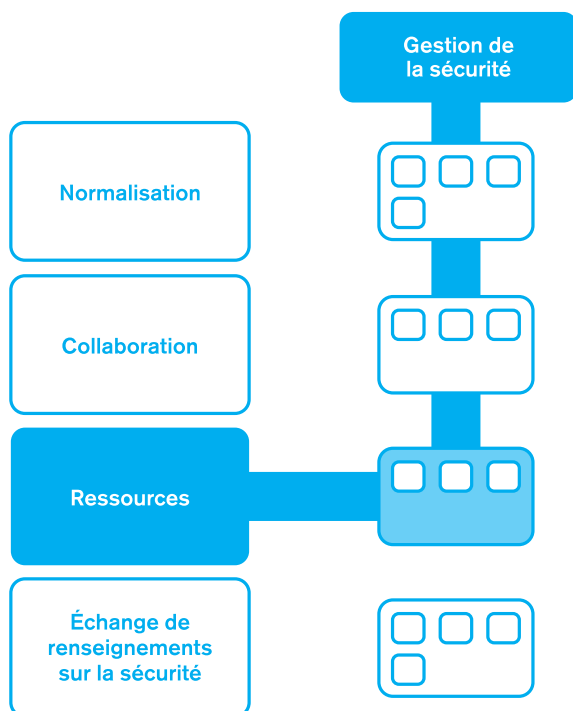 Gestion de
la sécurité
Normalisation
Collaboration
Ressources
Échange de
renseignements
sur la sécurité